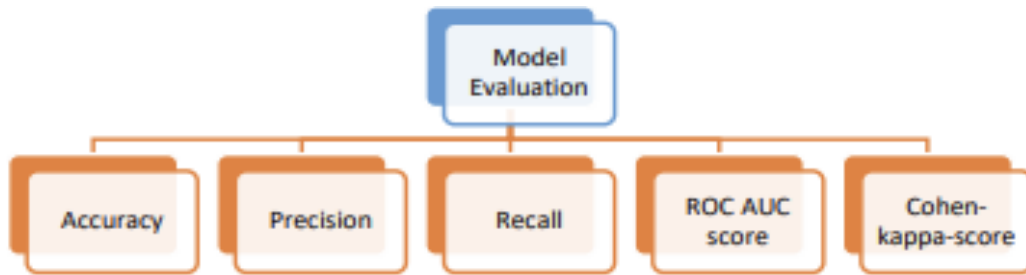 Model
Evaluation
Accuracy
Precision
Recall
ROC AUC
score
Cohen-
kappa-score